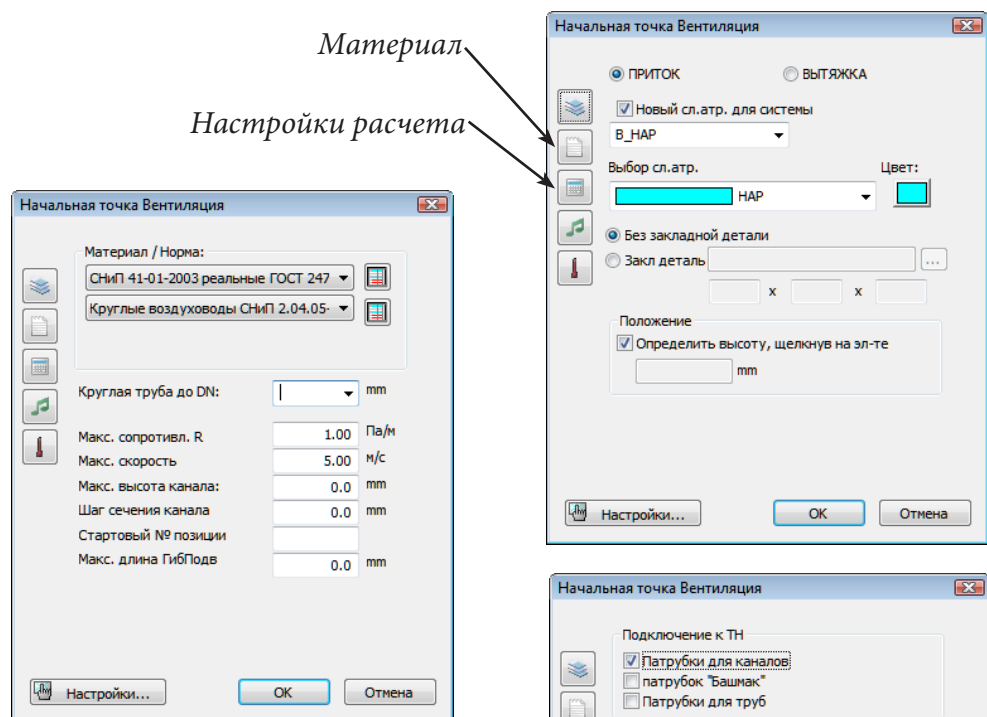 Материал
Настройки расчета
Начальная точка Вентиляция
ПРИТОК
ВЫТЯЖКА
Новый сл.атр. для системы
В_НАР
Выбор сл.атр.
Цвет:
НАР
Без закладной детали
Закл деталь
...
x x
Положение
Определить высоту, щелкнув на эл-те
mm
Настройки...
OK
Отмена
Начальная точка Вентиляция
Материал / Норма:
СНиП 41-01-2003 реальные ГОСТ 247
Круглые воздуховоды СНиП 2.04.05-
Круглая труба до DN: mm
Макс. сопротивл. R 1.00 Па/м
Макс. скорость 5.00 м/с
Макс. высота канала: 0.0 mm
Шаг сечения канала 0.0 mm
Стартовый № позиции
Макс. длина ГибПодв 0.0 mm
Настройки...
OK
Отмена
Начальная точка Вентиляция
Подключение к ТН
Патрубки для каналов
патрубок "Башмак"
Патрубки для труб